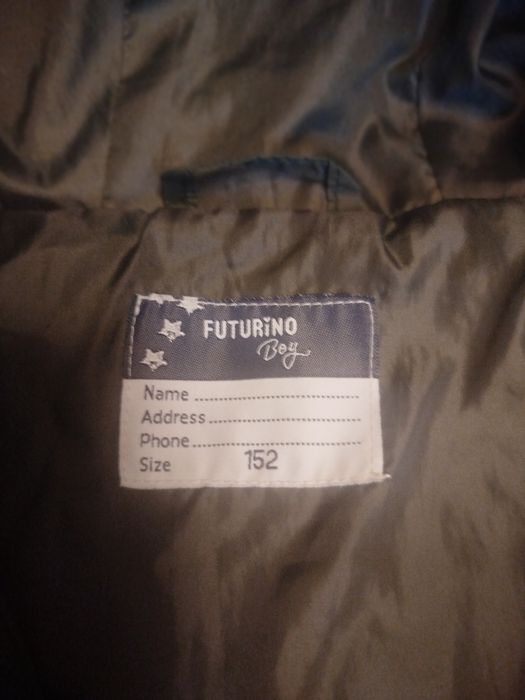 FUTURINO
Boy
Name ........................................
Address.....................................
Phone.........................................
Size 152